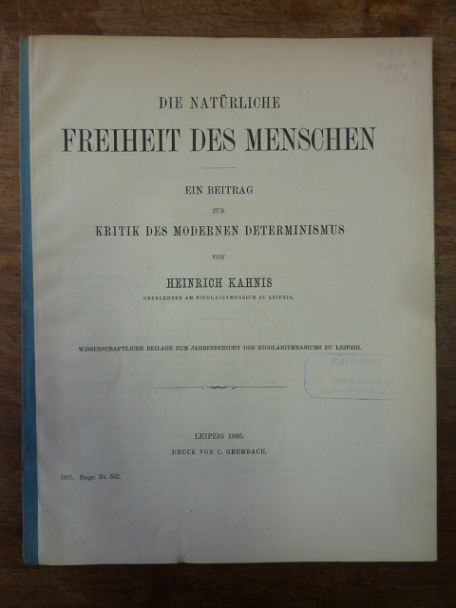 DIE NATÜRLICHE
FREIHEIT DES MENSCHEN
EIN BEITRAG
ZUR
KRITIK DES MODERNEN DETERMINISMUS
VON
HEINRICH KAHNIS
OBERLEHRER AM NICOLAIGYMNASIUM ZU LEIPZIG.
WISSENSCHAFTLICHE BEILAGE ZUM JAHRESBERICHT DES NICOLAIGYMNASIUMS ZU LEIPZIG.
LEIPZIG 1895.
DRUCK VON C. GRUMBACH.
1895. Progr. Nr. 552.